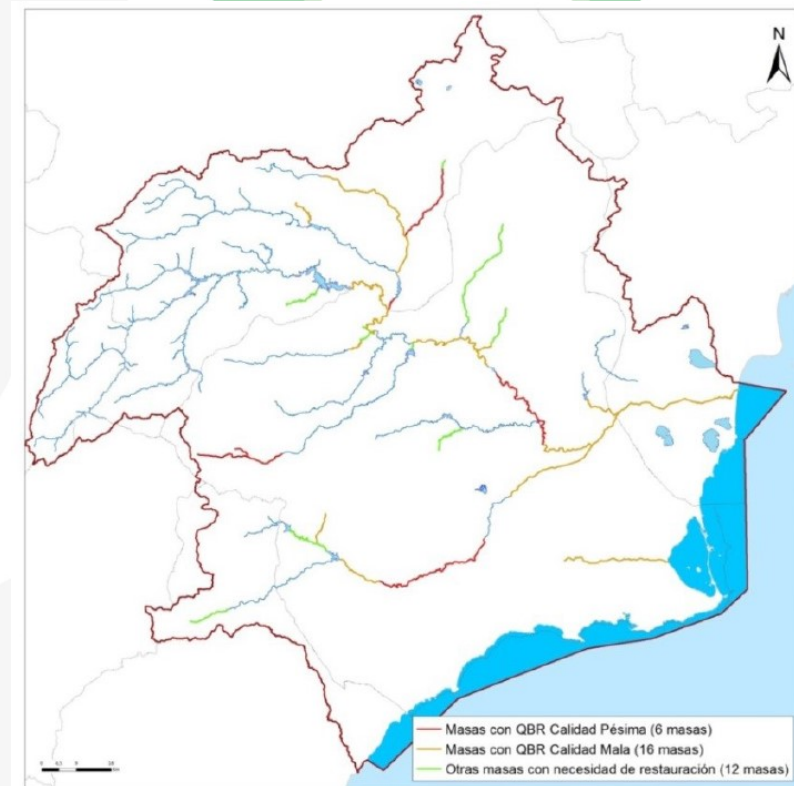 N
Masas con QBR Calidad Pésima (6 masas)
Masas con QBR Calidad Mala (16 masas)
Otras masas con necesidad de restauración (12 masas)